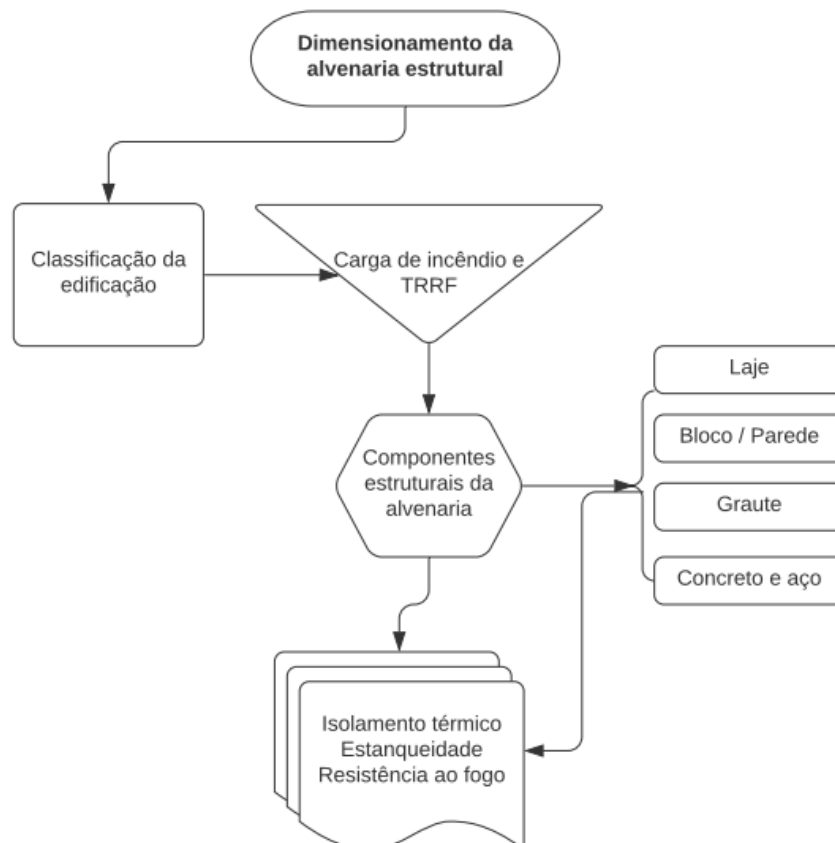 Dimensionamento da
alvenaria estrutural
Classificação da
edificação
Carga de incêndio e
TRRF
Componentes
estruturais da
alvenaria
Laje
Bloco / Parede
Graute
Concreto e aço
Isolamento térmico
Estanqueidade
Resistência ao fogo